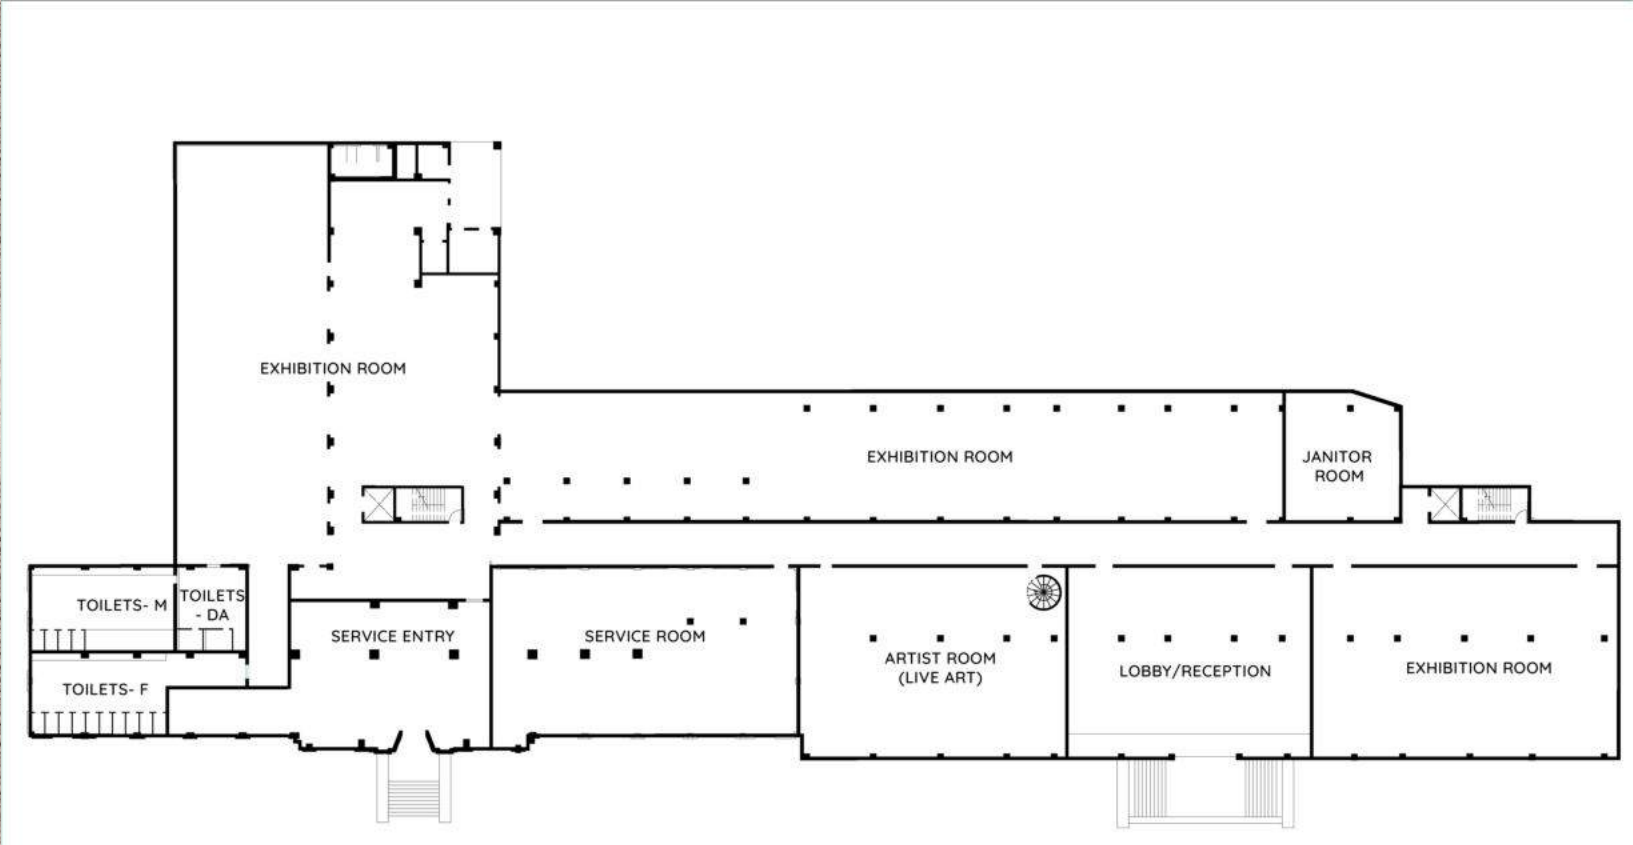 EXHIBITION ROOM
EXHIBITION ROOM
JANITOR
ROOM
TOILETS- M
TOILETS
- DA
SERVICE ENTRY
SERVICE ROOM
ARTIST ROOM
(LIVE ART)
LOBBY/RECEPTION
EXHIBITION ROOM
TOILETS- F